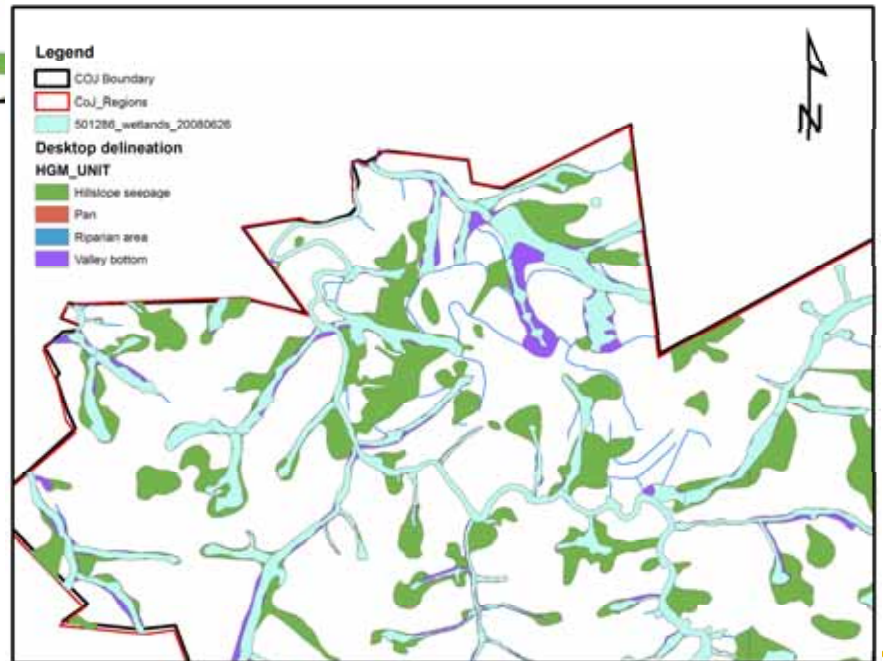 Legend
COJ Boundary
CoJ_Regions
501286_wetlands_20080626
Desktop delineation
HGM_UNIT
Hillslope seepage
Pan
Riparian area
Valley bottom
N